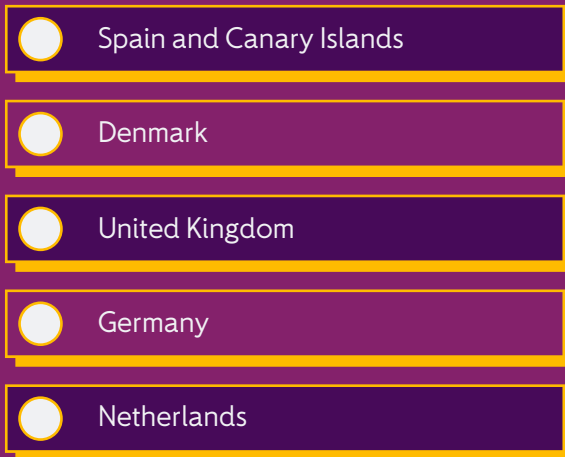 Spain and Canary Islands
Denmark
United Kingdom
Germany
Netherlands